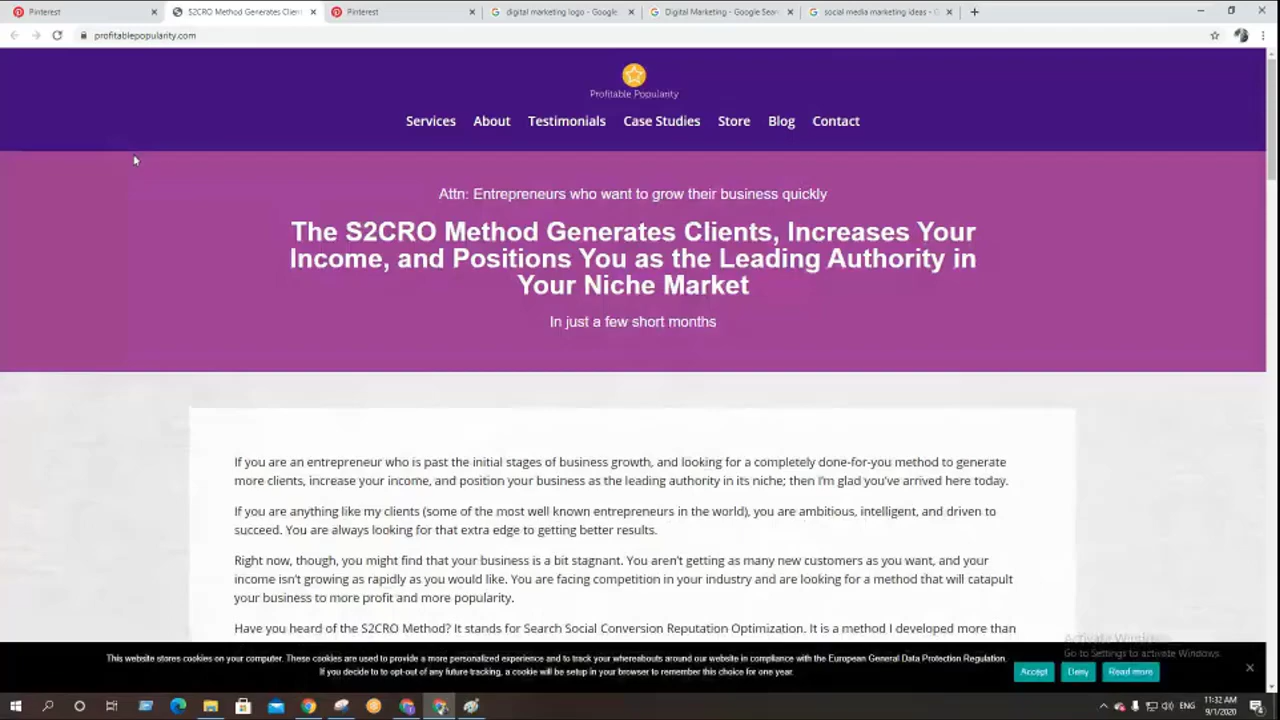 Pinterest
S2CRO Method Generates Clien
Pinterest
digital marketing logo - Google
Digital Marketing - Google Sear
social media marketing ideas - G
profitablepopularity.com
Profitable Popularity
Services About Testimonials Case Studies Store Blog Contact
Attn: Entrepreneurs who want to grow their business quickly
The S2CRO Method Generates Clients, Increases Your
Income, and Positions You as the Leading Authority in
Your Niche Market
In just a few short months
If you are an entrepreneur who is past the initial stages of business growth, and looking for a completely done-for-you method to generate
more clients, increase your income, and position your business as the leading authority in its niche; then I'm glad you've arrived here today.
If you are anything like my clients (some of the most well known entrepreneurs in the world), you are ambitious, intelligent, and driven to
succeed. You are always looking for that extra edge to getting better results.
Right now, though, you might find that your business is a bit stagnant. You aren't getting as many new customers as you want, and your
income isn't growing as rapidly as you would like. You are facing competition in your industry and are looking for a method that will catapult
your business to more profit and more popularity.
Have you heard of the S2CRO Method? It stands for Search Social Conversion Reputation Optimization. It is a method I developed more than
Activate Windows
Go to Settings to activate Windows.
This website stores cookies on your computer. These cookies are used to provide a more personalized experience and to track your whereabouts around our website in compliance with the European General Data Protection Regulation.
If you decide to to opt-out of any future tracking, a cookie will be setup in your browser to remember this choice for one year.
Accept Deny Read more
ENG
11:32 AM
9/1/2020